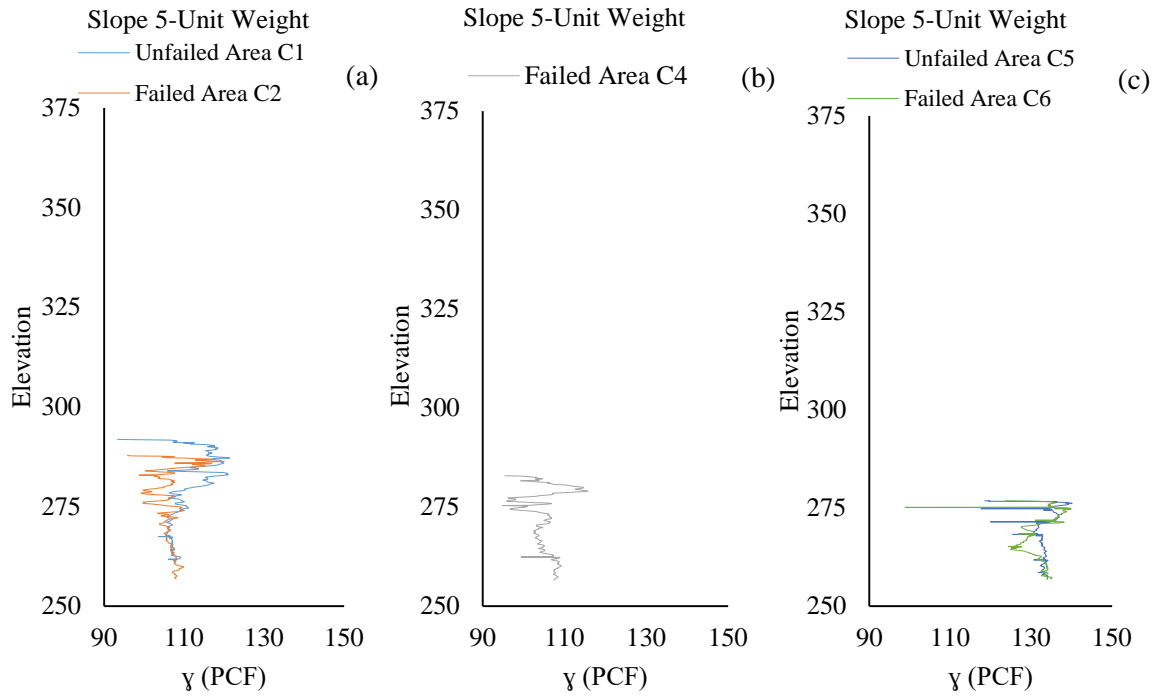 Slope 5-Unit Weight
Unfailed Area C1
Failed Area C2
(a)
375
350
325
300
275
250
Elevation
90 110 130 150
ɣ (PCF)
Slope 5-Unit Weight
Failed Area C4
(b)
375
350
325
300
275
250
Elevation
90 110 130 150
ɣ (PCF)
Slope 5-Unit Weight
Unfailed Area C5
Failed Area C6
(c)
375
350
325
300
275
250
Elevation
90 110 130 150
ɣ (PCF)